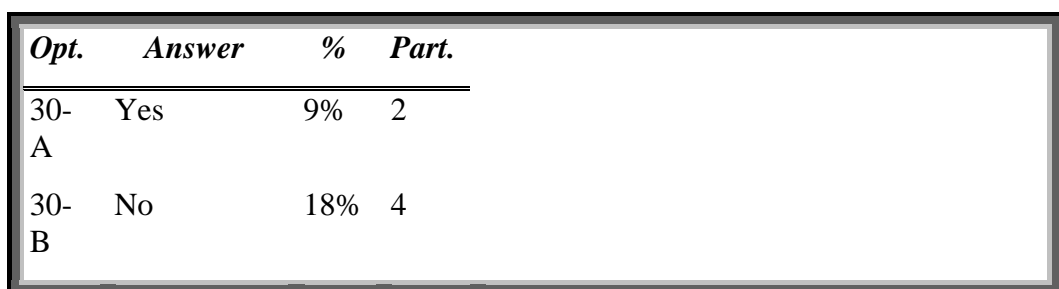 Opt. Answer % Part.
30- Yes 9% 2
A
30- No 18% 4
B